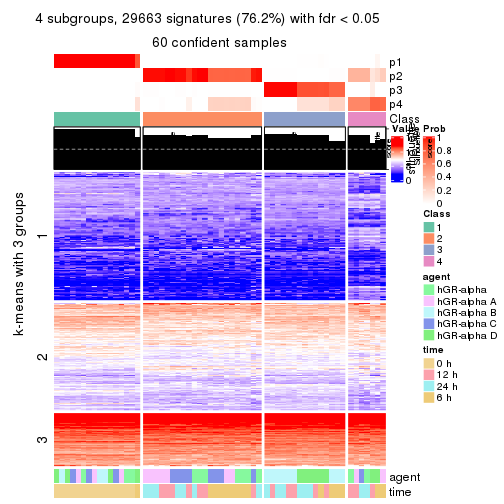 4 subgroups, 29663 signatures (76.2%) with fdr < 0.05
60 confident samples
p1
p2
p3
p4
Class
k-means with 3 groups
1
2
3
agent
time
Value
Prob
0
1
0.8
0.6
0.4
0.2
0
Class
1
2
3
4
agent
hGR-alpha
hGR-alpha A
hGR-alpha B
hGR-alpha C
hGR-alpha D
time
0 h
12 h
24 h
6 h